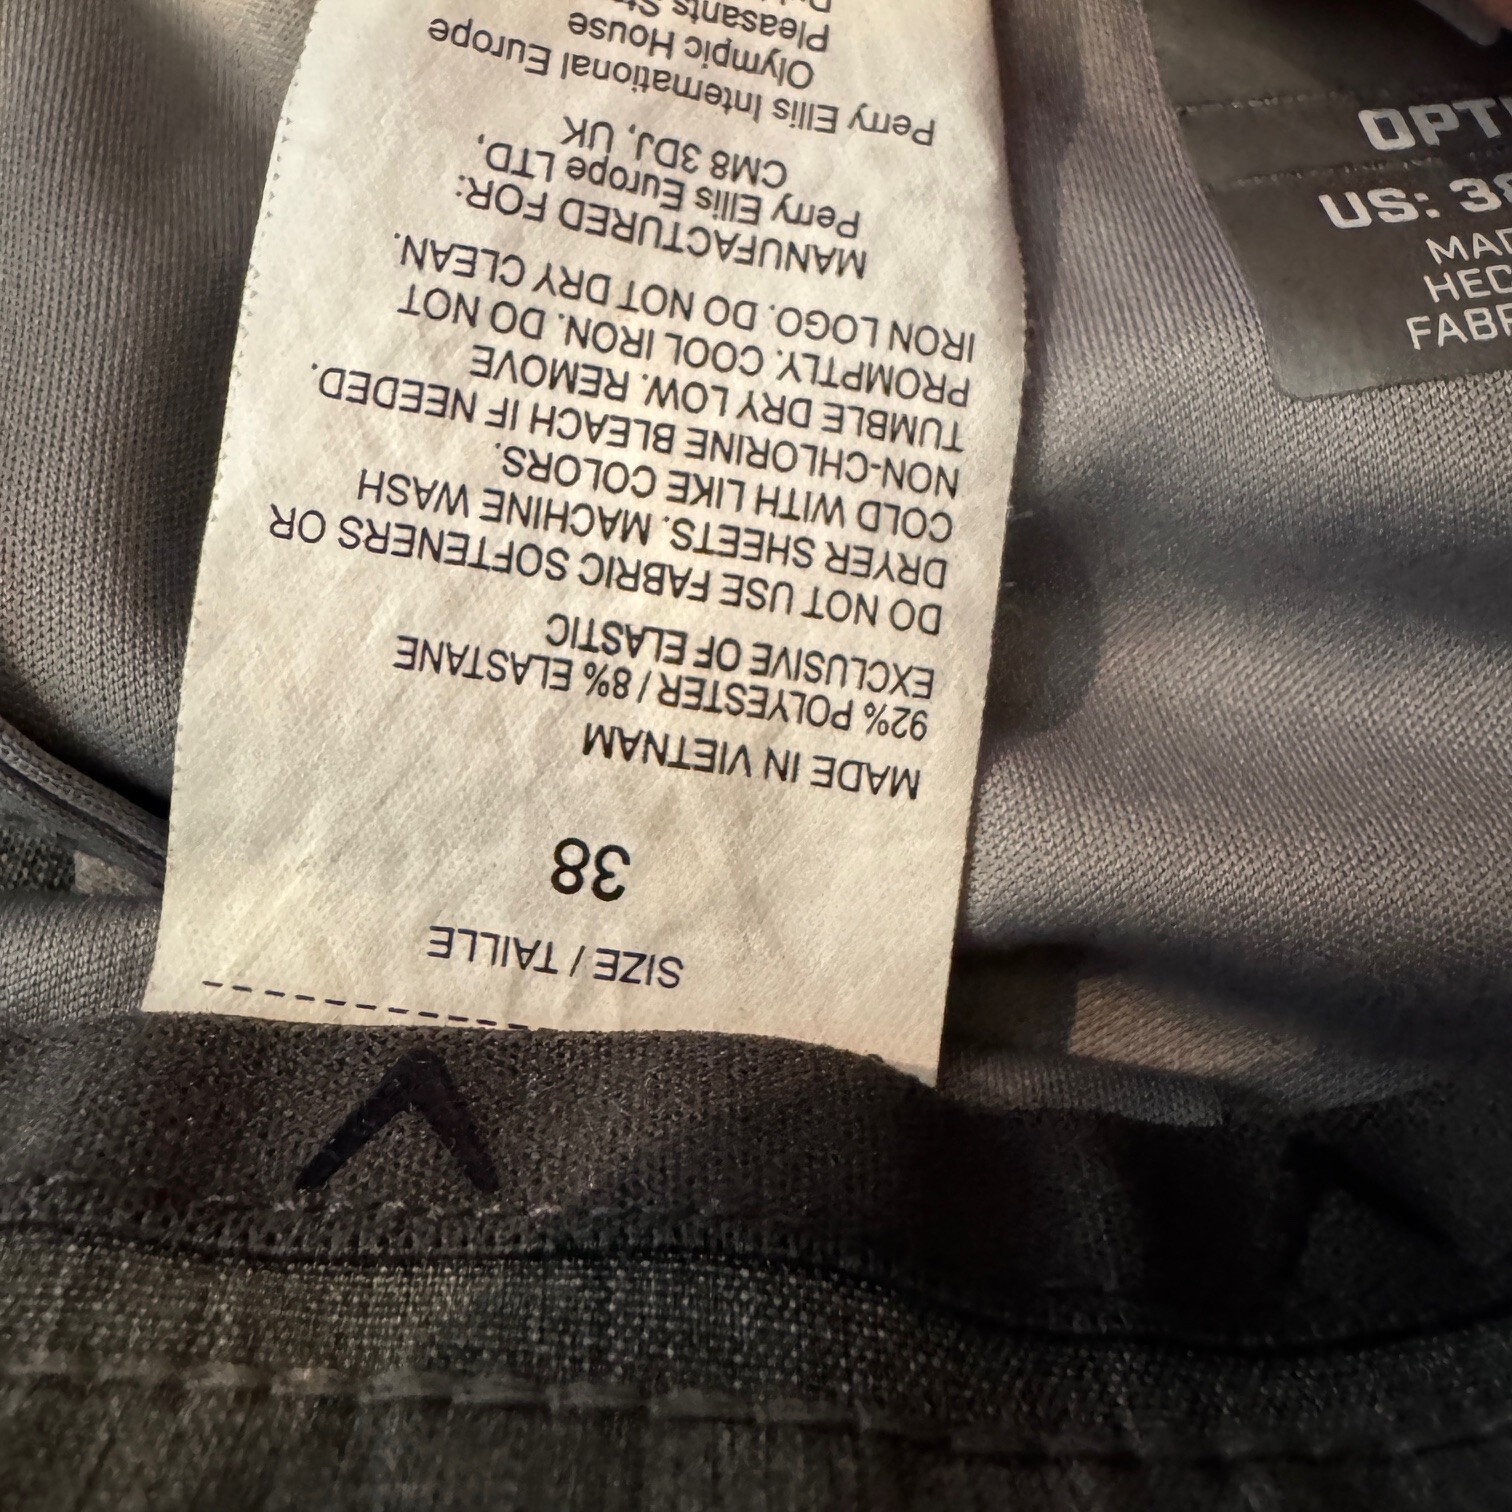 SIZE / TAILLE
38
MADE IN VIETNAM
92% POLYESTER / 8% ELASTANE
EXCLUSIVE OF ELASTIC
DO NOT USE FABRIC SOFTENERS OR
DRYER SHEETS. MACHINE WASH
COLD WITH LIKE COLORS.
NON-CHLORINE BLEACH IF NEEDED.
TUMBLE DRY LOW. REMOVE
PROMPTLY. COOL IRON. DO NOT
IRON LOGO. DO NOT DRY CLEAN.
MANUFACTURED FOR:
Perry Ellis Europe LTD,
CM8 3DJ, UK
Perry Ellis International Europe
Olympic House
Pleasants
US: